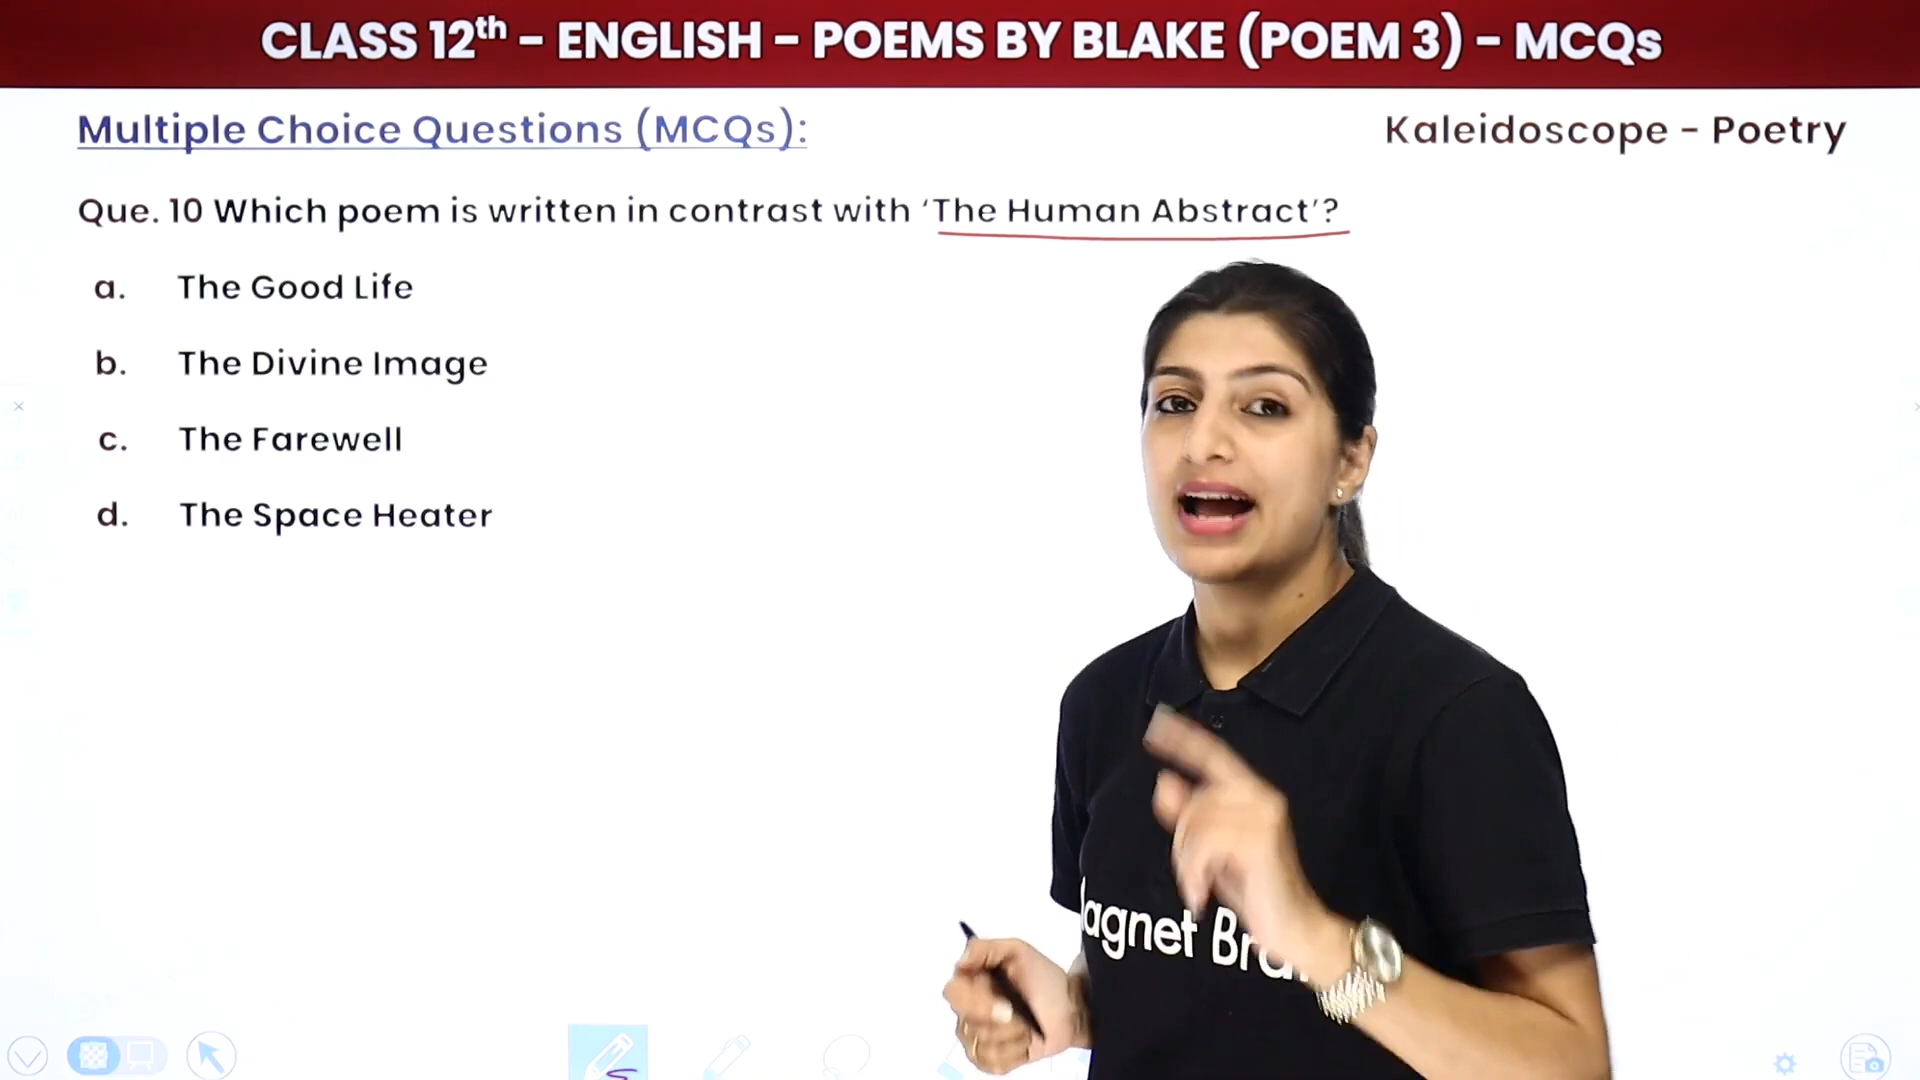 CLASS 12th - ENGLISH - POEMS BY BLAKE (POEM 3) - MCQs
Multiple Choice Questions (MCQs):
Kaleidoscope - Poetry
Que. 10 Which poem is written in contrast with ‘The Human Abstract’?
a. The Good Life
b. The Divine Image
c. The Farewell
d. The Space Heater
agnet Bra